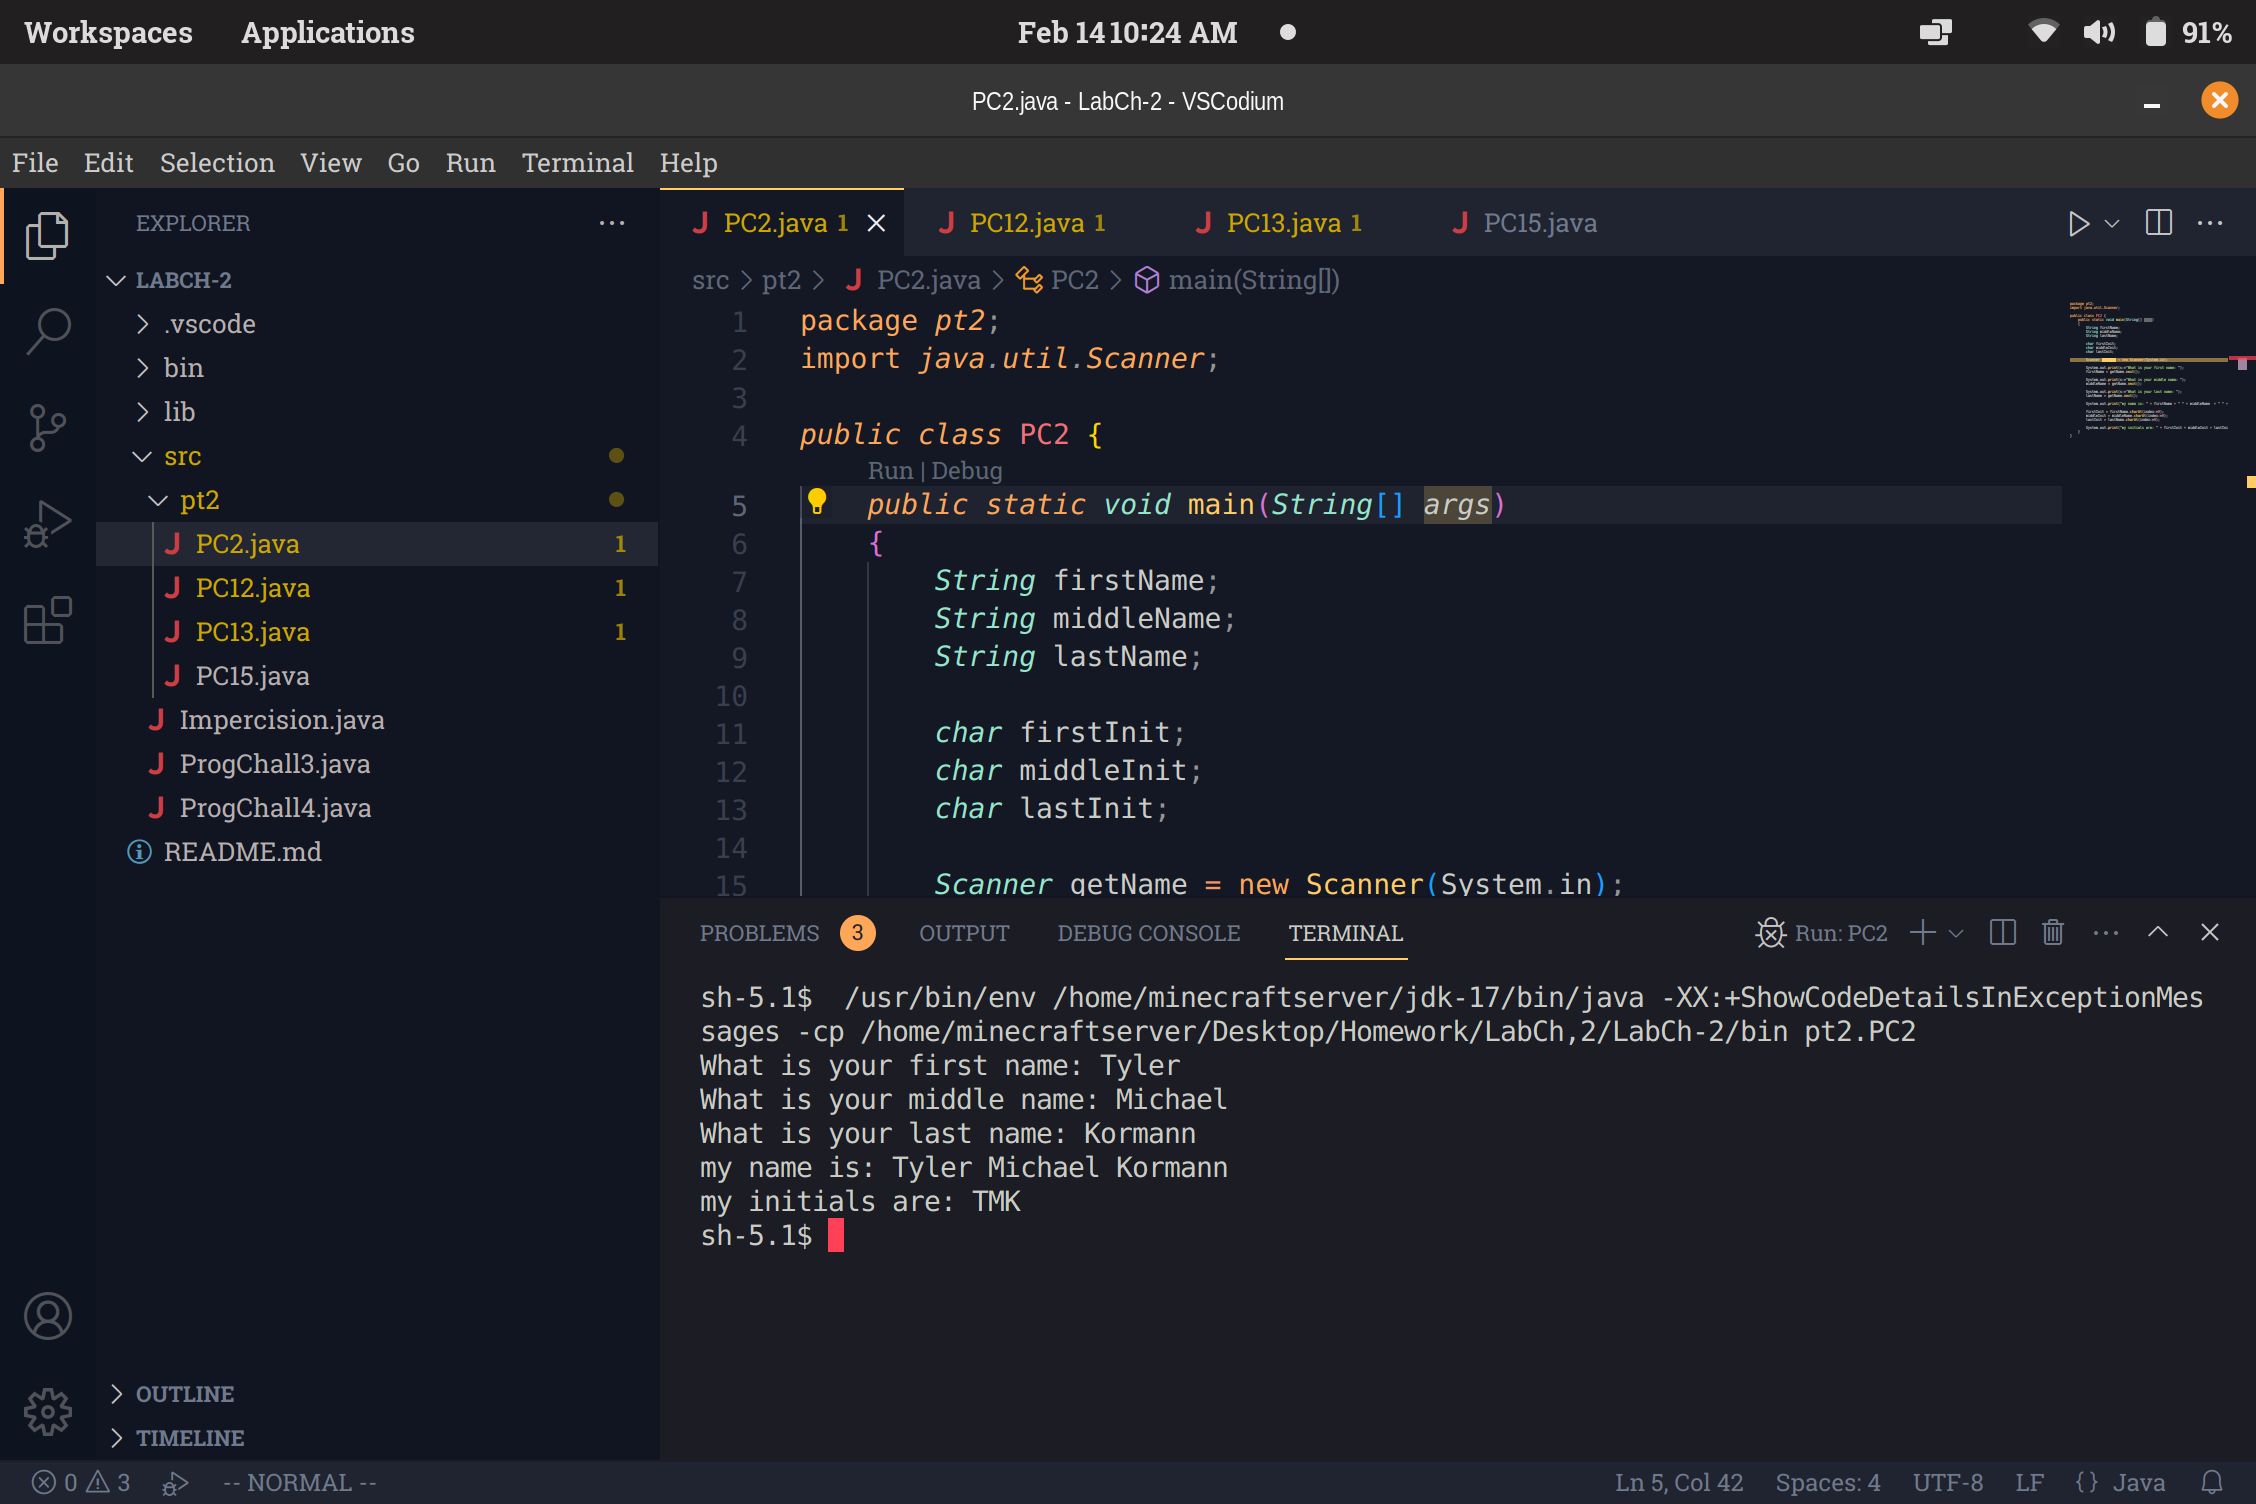 Workspaces Applications Feb 14 10:24 AM 91%
PC2.java - LabCh-2 - VSCodium
File Edit Selection View Go Run Terminal Help
EXPLORER
LABCH-2
.vscode
bin
lib
src
pt2
PC2.java 1
PC12.java 1
PC13.java 1
PC15.java
Impercision.java
ProgChall3.java
ProgChall4.java
README.md
OUTLINE
TIMELINE
PC2.java 1 PC12.java 1 PC13.java 1 PC15.java
src > pt2 > PC2.java > PC2 > main(String[])
1 package pt2;
2 import java.util.Scanner;
3
4 public class PC2 {
Run | Debug
5 public static void main(String[] args)
6 {
7 String firstName;
8 String middleName;
9 String lastName;
10
11 char firstInit;
12 char middleInit;
13 char lastInit;
14
15 Scanner getName = new Scanner(System.in);
PROBLEMS 3 OUTPUT DEBUG CONSOLE TERMINAL Run: PC2
sh-5.1$  /usr/bin/env /home/minecraftserver/jdk-17/bin/java -XX:+ShowCodeDetailsInExceptionMes
sages -cp /home/minecraftserver/Desktop/Homework/LabCh,2/LabCh-2/bin pt2.PC2
What is your first name: Tyler
What is your middle name: Michael
What is your last name: Kormann
my name is: Tyler Michael Kormann
my initials are: TMK
sh-5.1$
0 3 -- NORMAL -- Ln 5, Col 42 Spaces: 4 UTF-8 LF {} Java